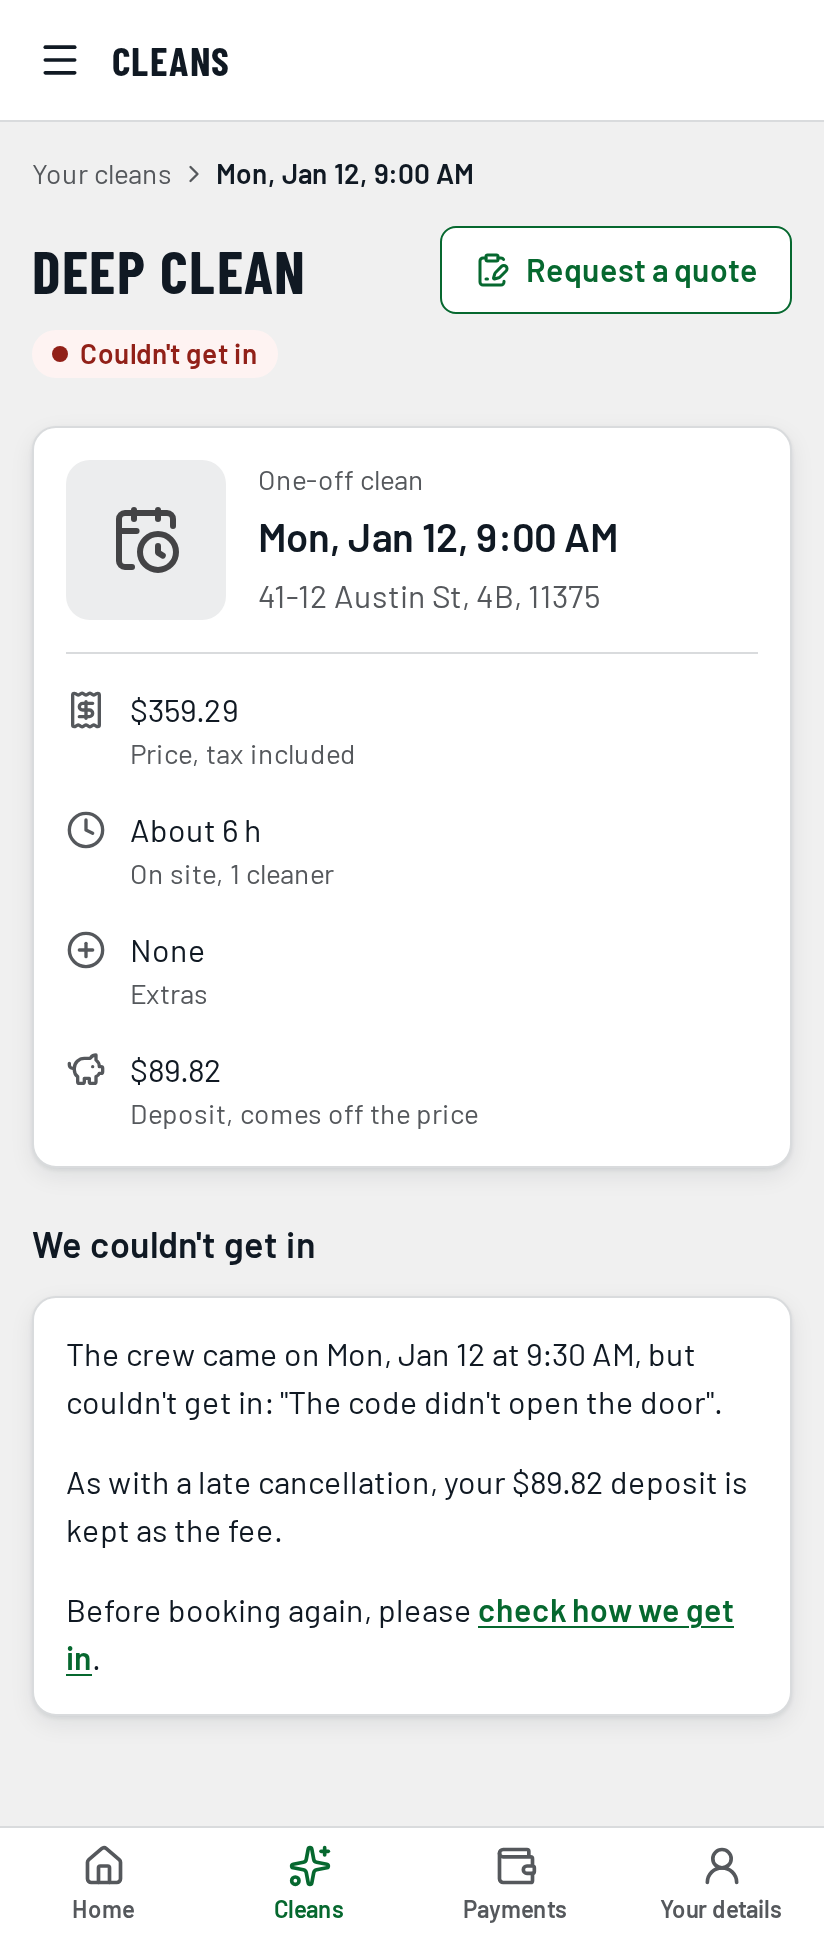 CLEANS
Your cleans
Mon, Jan 12, 9:00 AM
DEEP CLEAN
Request a quote
Couldn't get in
One-off clean
Mon, Jan 12, 9:00 AM
41-12 Austin St, 4B, 11375
$359.29
Price, tax included
About 6 h
On site, 1 cleaner
None
Extras
$89.82
Deposit, comes off the price
We couldn't get in
The crew came on Mon, Jan 12 at 9:30 AM, but
couldn't get in: "The code didn't open the door".
As with a late cancellation, your $89.82 deposit is
kept as the fee.
Before booking again, please check how we get
in.
Home
Cleans
Payments
Your details